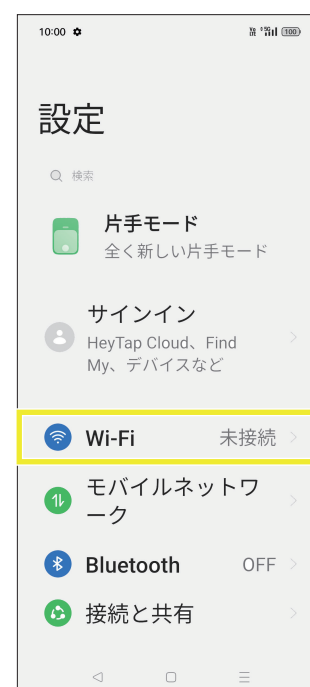 10:00
100
設定
検索
片手モード
全く新しい片手モード
サインイン
HeyTap Cloud、Find
My、デバイスなど
Wi-Fi 未接続
モバイルネットワ
ーク
Bluetooth OFF
接続と共有